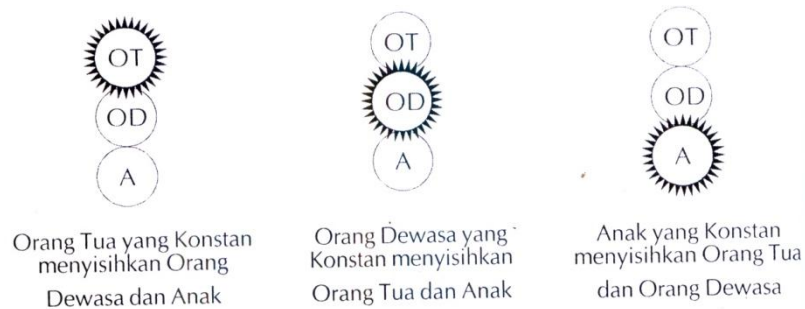 OT
OD
A
Orang Tua yang Konstan
menyisihkan Orang
Dewasa dan Anak
OT
OD
A
Orang Dewasa yang
Konstan menyisihkan
Orang Tua dan Anak
OT
OD
A
Anak yang Konstan
menyisihkan Orang Tua
dan Orang Dewasa